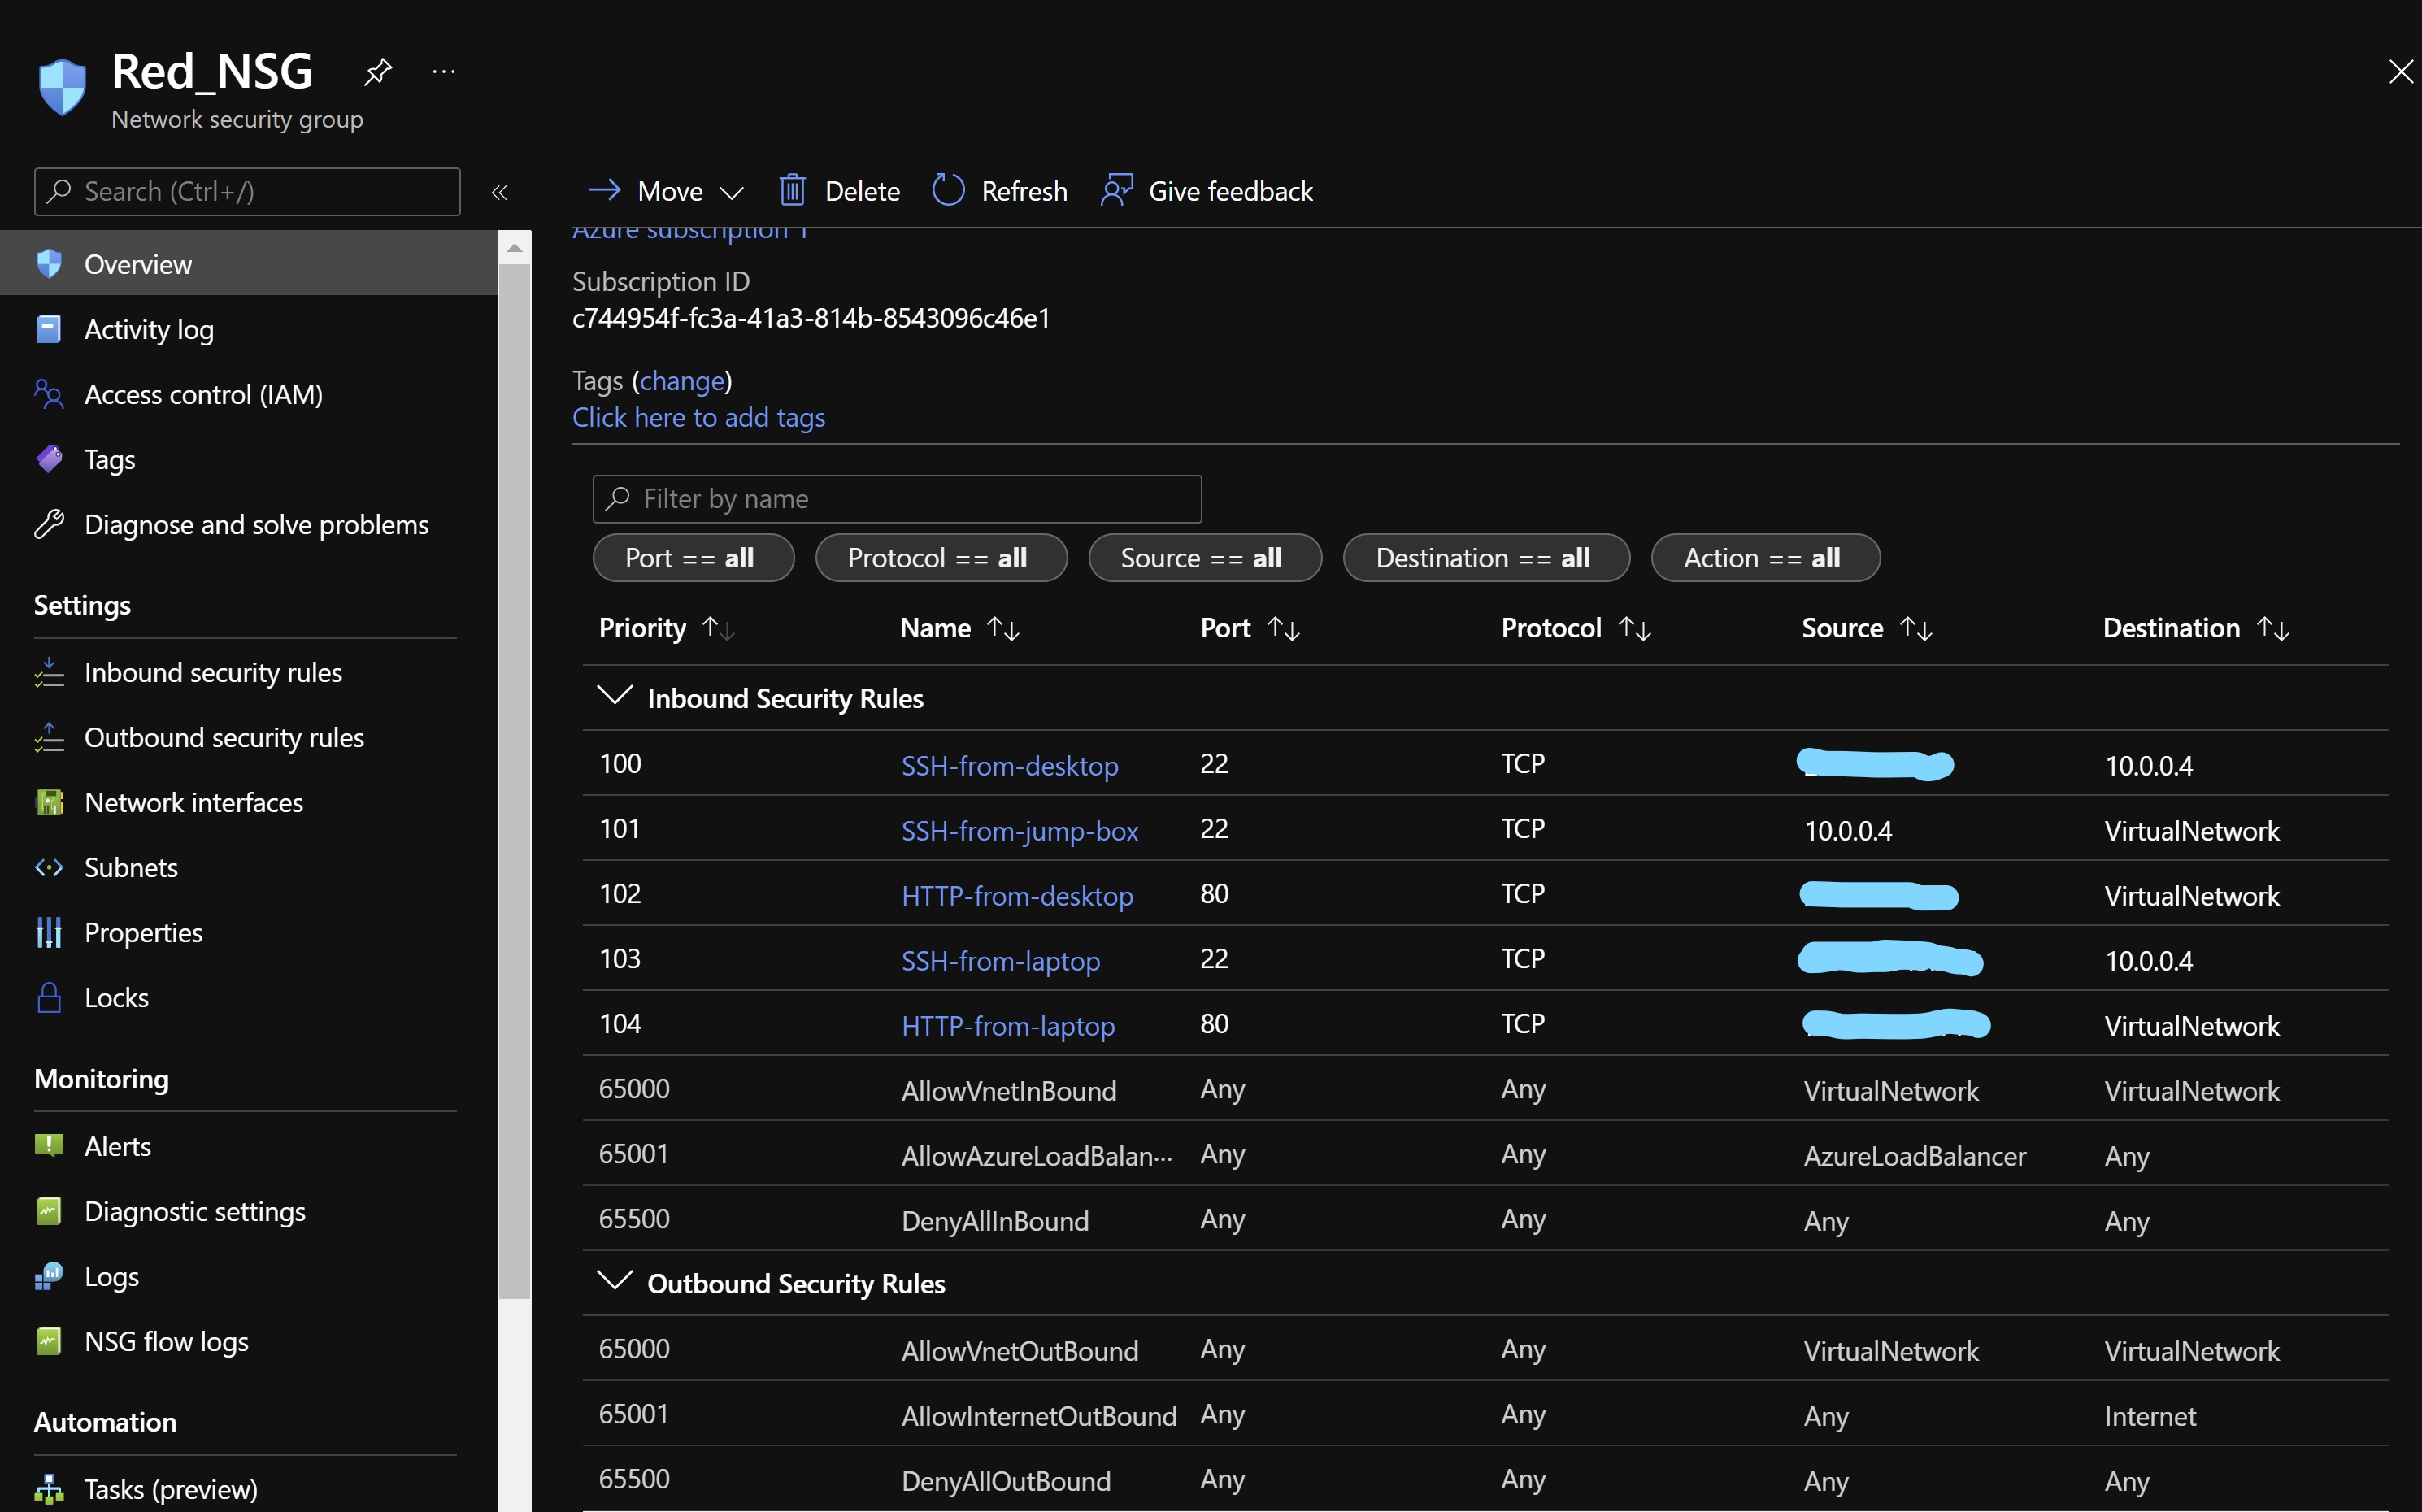 Red_NSG
Network security group
Search (Ctrl+/)
Overview
Activity log
Access control (IAM)
Tags
Diagnose and solve problems
Settings
Inbound security rules
Outbound security rules
Network interfaces
Subnets
Properties
Locks
Monitoring
Alerts
Diagnostic settings
Logs
NSG flow logs
Automation
Tasks (preview)
Move Delete Refresh Give feedback
Azure subscription 1
Subscription ID
c744954f-fc3a-41a3-814b-8543096c46e1
Tags (change)
Click here to add tags
Filter by name
Port == all Protocol == all Source == all Destination == all Action == all
Priority Name Port Protocol Source Destination
Inbound Security Rules
100 SSH-from-desktop 22 TCP 10.0.0.4
101 SSH-from-jump-box 22 TCP 10.0.0.4 VirtualNetwork
102 HTTP-from-desktop 80 TCP VirtualNetwork
103 SSH-from-laptop 22 TCP 10.0.0.4
104 HTTP-from-laptop 80 TCP VirtualNetwork
65000 AllowVnetInBound Any Any VirtualNetwork VirtualNetwork
65001 AllowAzureLoadBalan··· Any Any AzureLoadBalancer Any
65500 DenyAllInBound Any Any Any Any
Outbound Security Rules
65000 AllowVnetOutBound Any Any VirtualNetwork VirtualNetwork
65001 AllowInternetOutBound Any Any Any Internet
65500 DenyAllOutBound Any Any Any Any